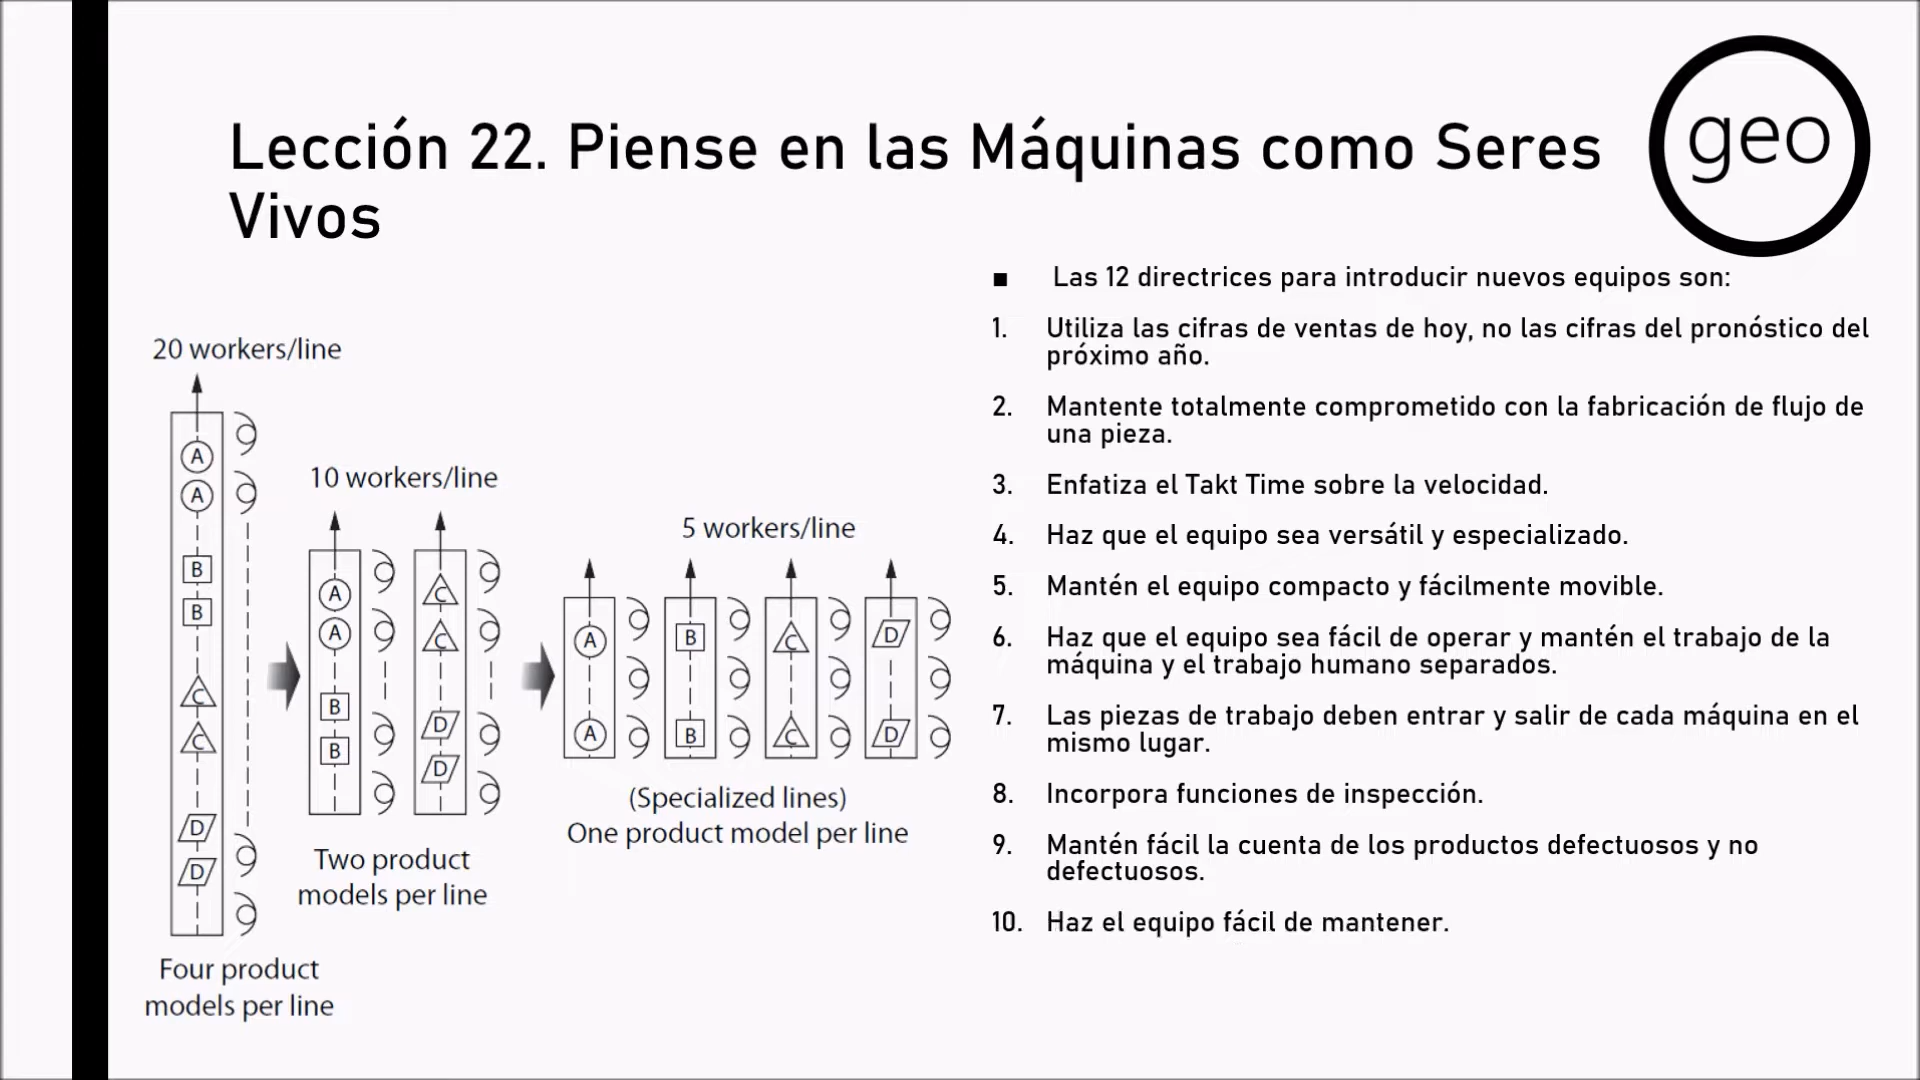 geo
Lección 22. Piense en las Máquinas como Seres
Vivos
20 workers/line
A
A
B
B
C
C
D
D
Four product
models per line
10 workers/line
A
A
B
B
C
C
D
D
Two product
models per line
5 workers/line
A B C D
A B C D
(Specialized lines)
One product model per line
■ Las 12 directrices para introducir nuevos equipos son:
1. Utiliza las cifras de ventas de hoy, no las cifras del pronóstico del
próximo año.
2. Mantente totalmente comprometido con la fabricación de flujo de
una pieza.
3. Enfatiza el Takt Time sobre la velocidad.
4. Haz que el equipo sea versátil y especializado.
5. Mantén el equipo compacto y fácilmente movible.
6. Haz que el equipo sea fácil de operar y mantén el trabajo de la
máquina y el trabajo humano separados.
7. Las piezas de trabajo deben entrar y salir de cada máquina en el
mismo lugar.
8. Incorpora funciones de inspección.
9. Mantén fácil la cuenta de los productos defectuosos y no
defectuosos.
10. Haz el equipo fácil de mantener.